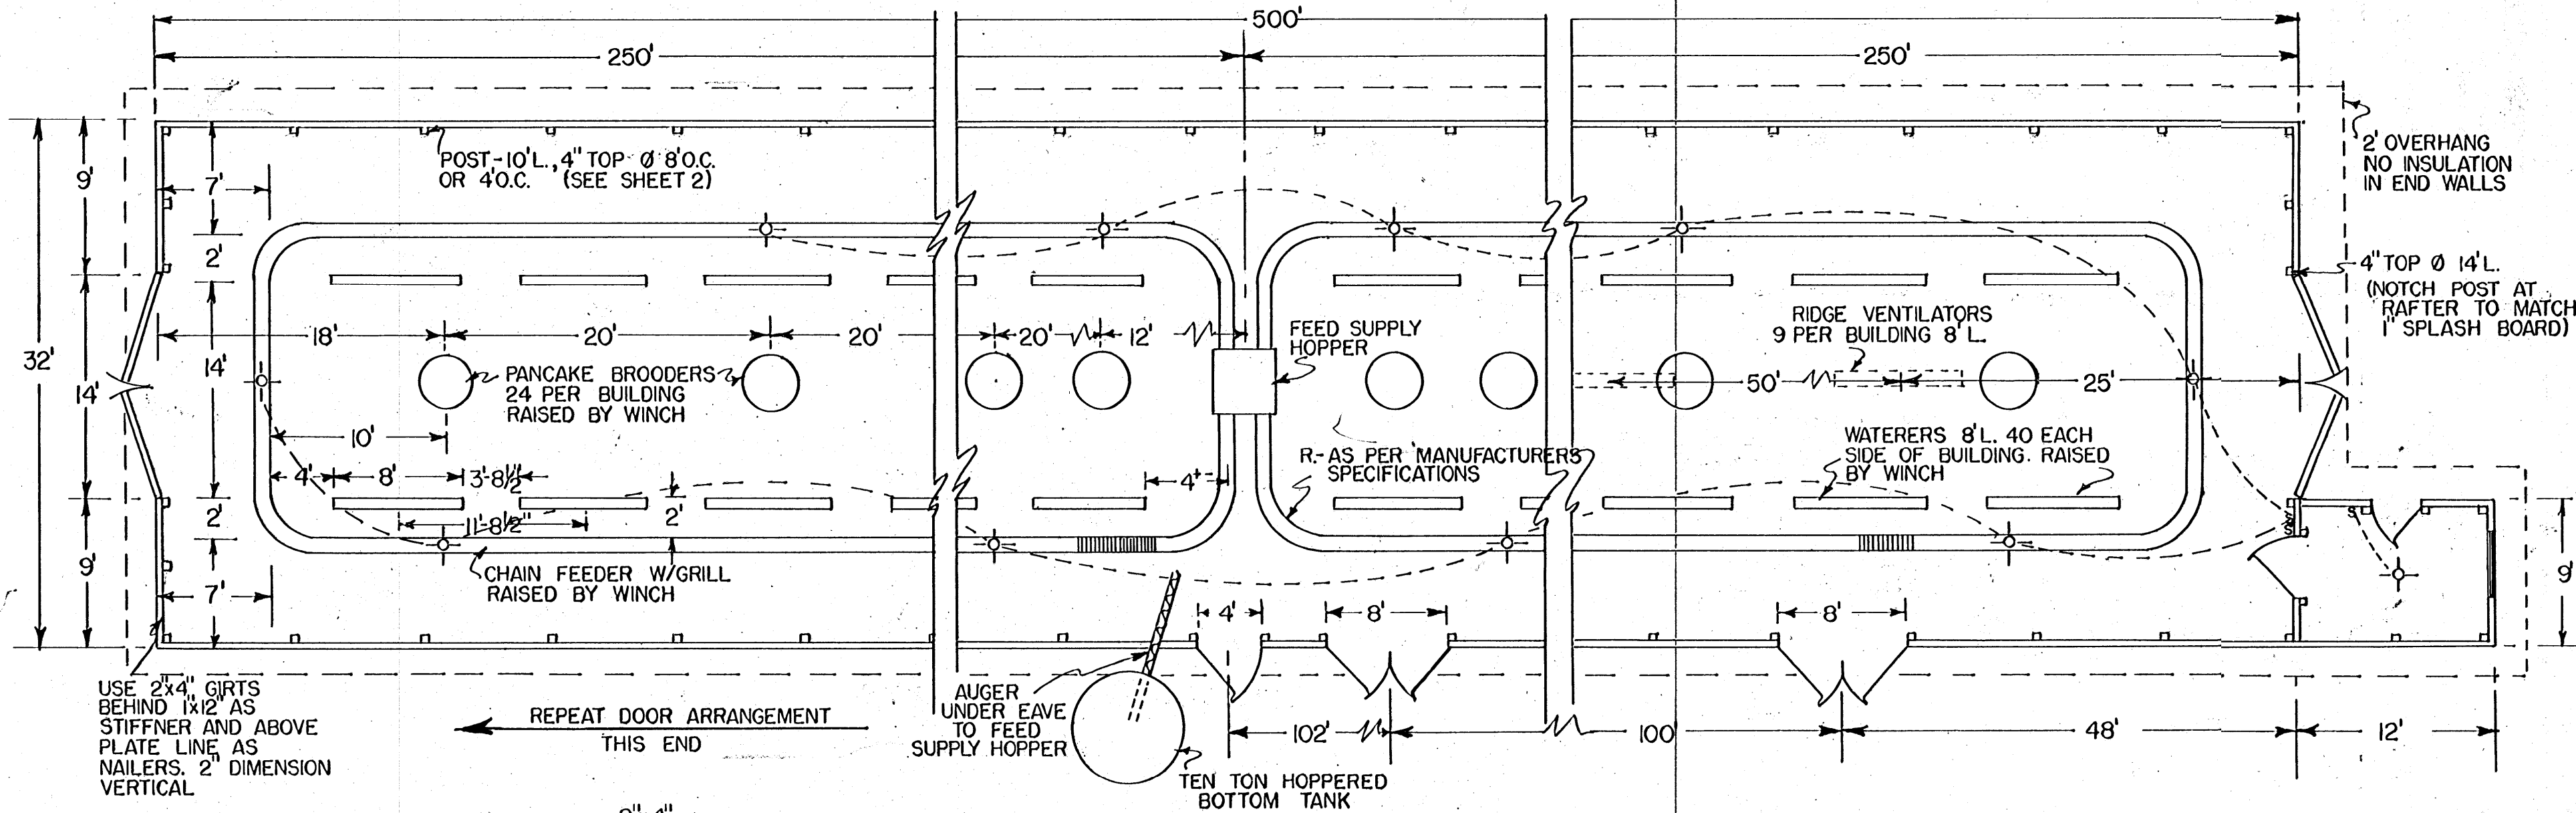 500'
250'
250'
2' OVERHANG
NO INSULATION
IN END WALLS
POST-10'L., 4" TOP Ø 8'O.C.
OR 4'O.C. (SEE SHEET 2)
32'
9'
14'
9'
7'
2'
14'
2'
7'
4" TOP Ø 14'L.
(NOTCH POST AT
RAFTER TO MATCH
1" SPLASH BOARD)
18'
20'
20'
20'
12'
FEED SUPPLY
HOPPER
RIDGE VENTILATORS
9 PER BUILDING 8'L.
50'
25'
PANCAKE BROODERS
24 PER BUILDING
RAISED BY WINCH
10'
4'
8'
3'-8½"
4'+
R.-AS PER MANUFACTURERS
SPECIFICATIONS
WATERERS 8'L. 40 EACH
SIDE OF BUILDING. RAISED
BY WINCH
11'-8½"
2'
S
S
S
CHAIN FEEDER W/GRILL
RAISED BY WINCH
4'
8'
8'
9'
USE 2"x4" GIRTS
BEHIND 1x12" AS
STIFFNER AND ABOVE
PLATE LINE AS
NAILERS. 2" DIMENSION
VERTICAL
REPEAT DOOR ARRANGEMENT
THIS END
AUGER
UNDER EAVE
TO FEED
SUPPLY HOPPER
102'
100'
48'
12'
TEN TON HOPPERED
BOTTOM TANK